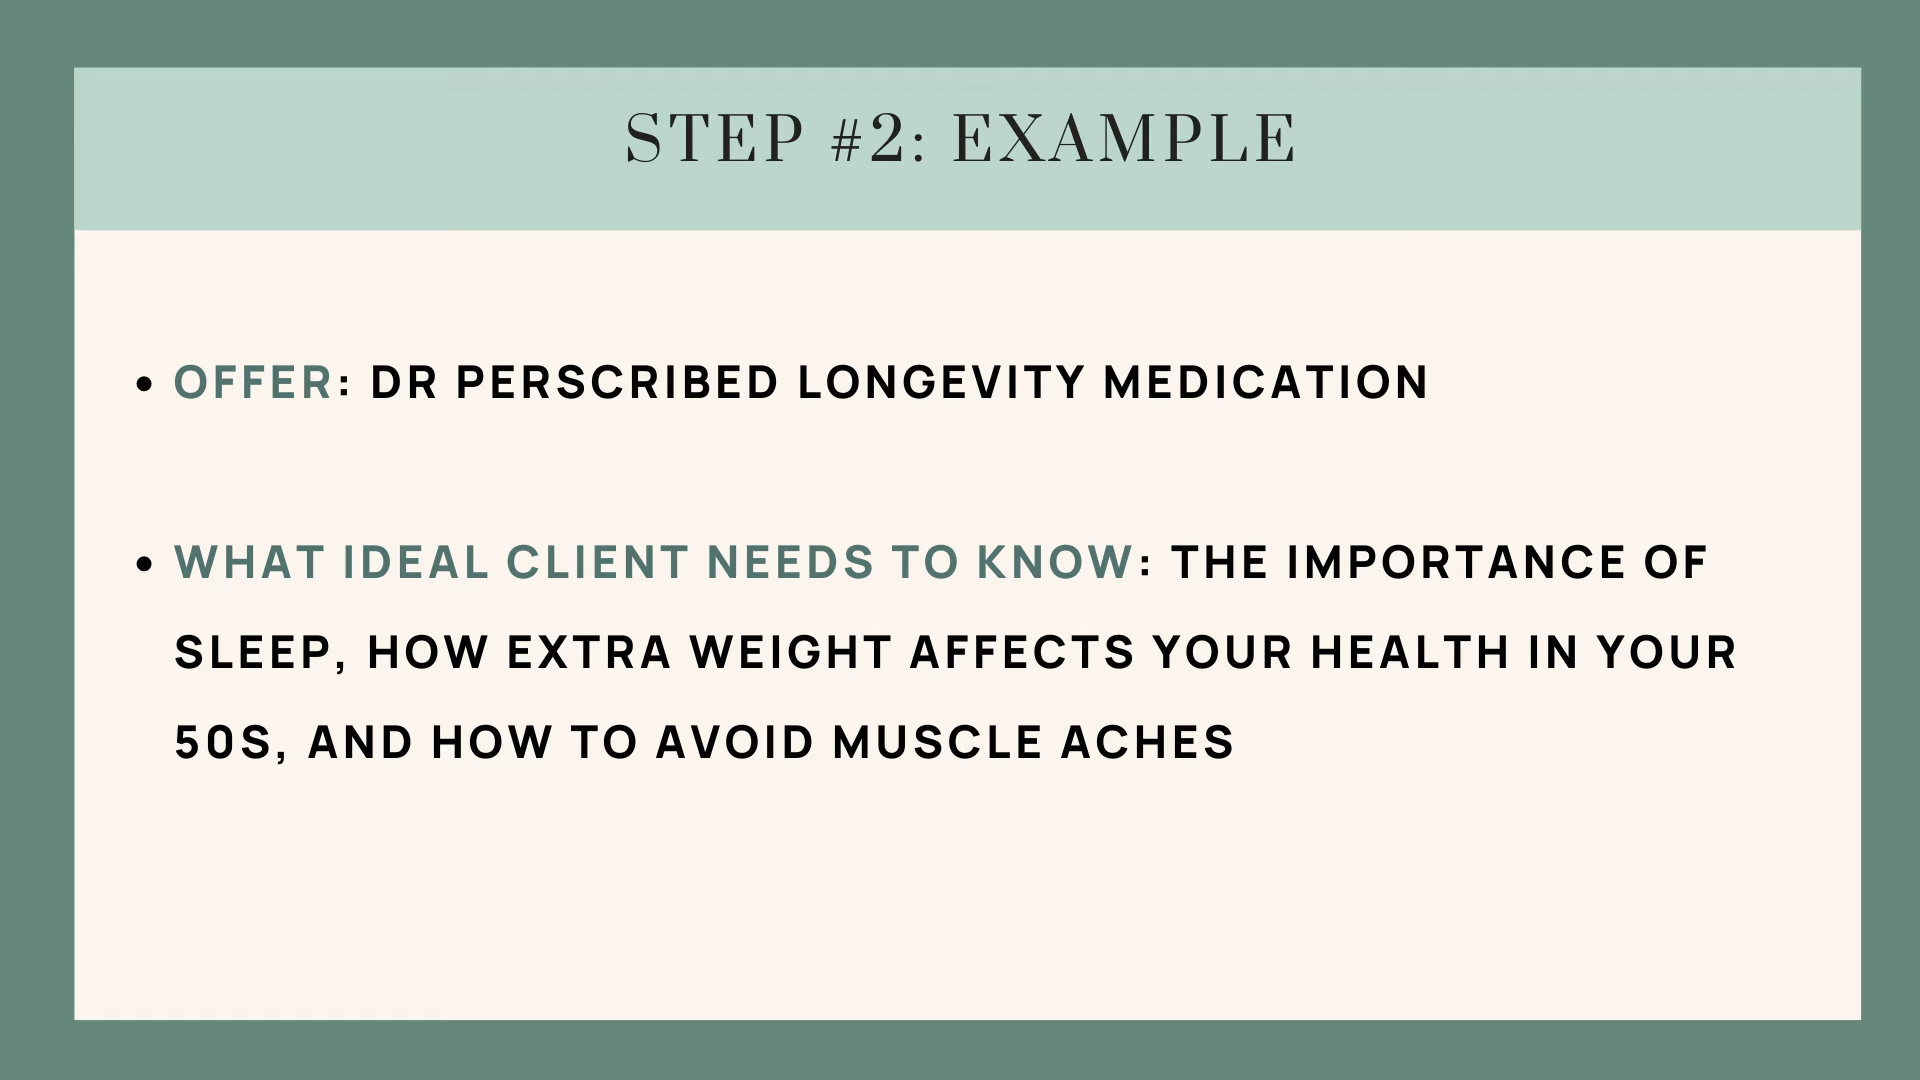 STEP #2: EXAMPLE
• OFFER: DR PERSCRIBED LONGEVITY MEDICATION
• WHAT IDEAL CLIENT NEEDS TO KNOW: THE IMPORTANCE OF
SLEEP, HOW EXTRA WEIGHT AFFECTS YOUR HEALTH IN YOUR
50S, AND HOW TO AVOID MUSCLE ACHES